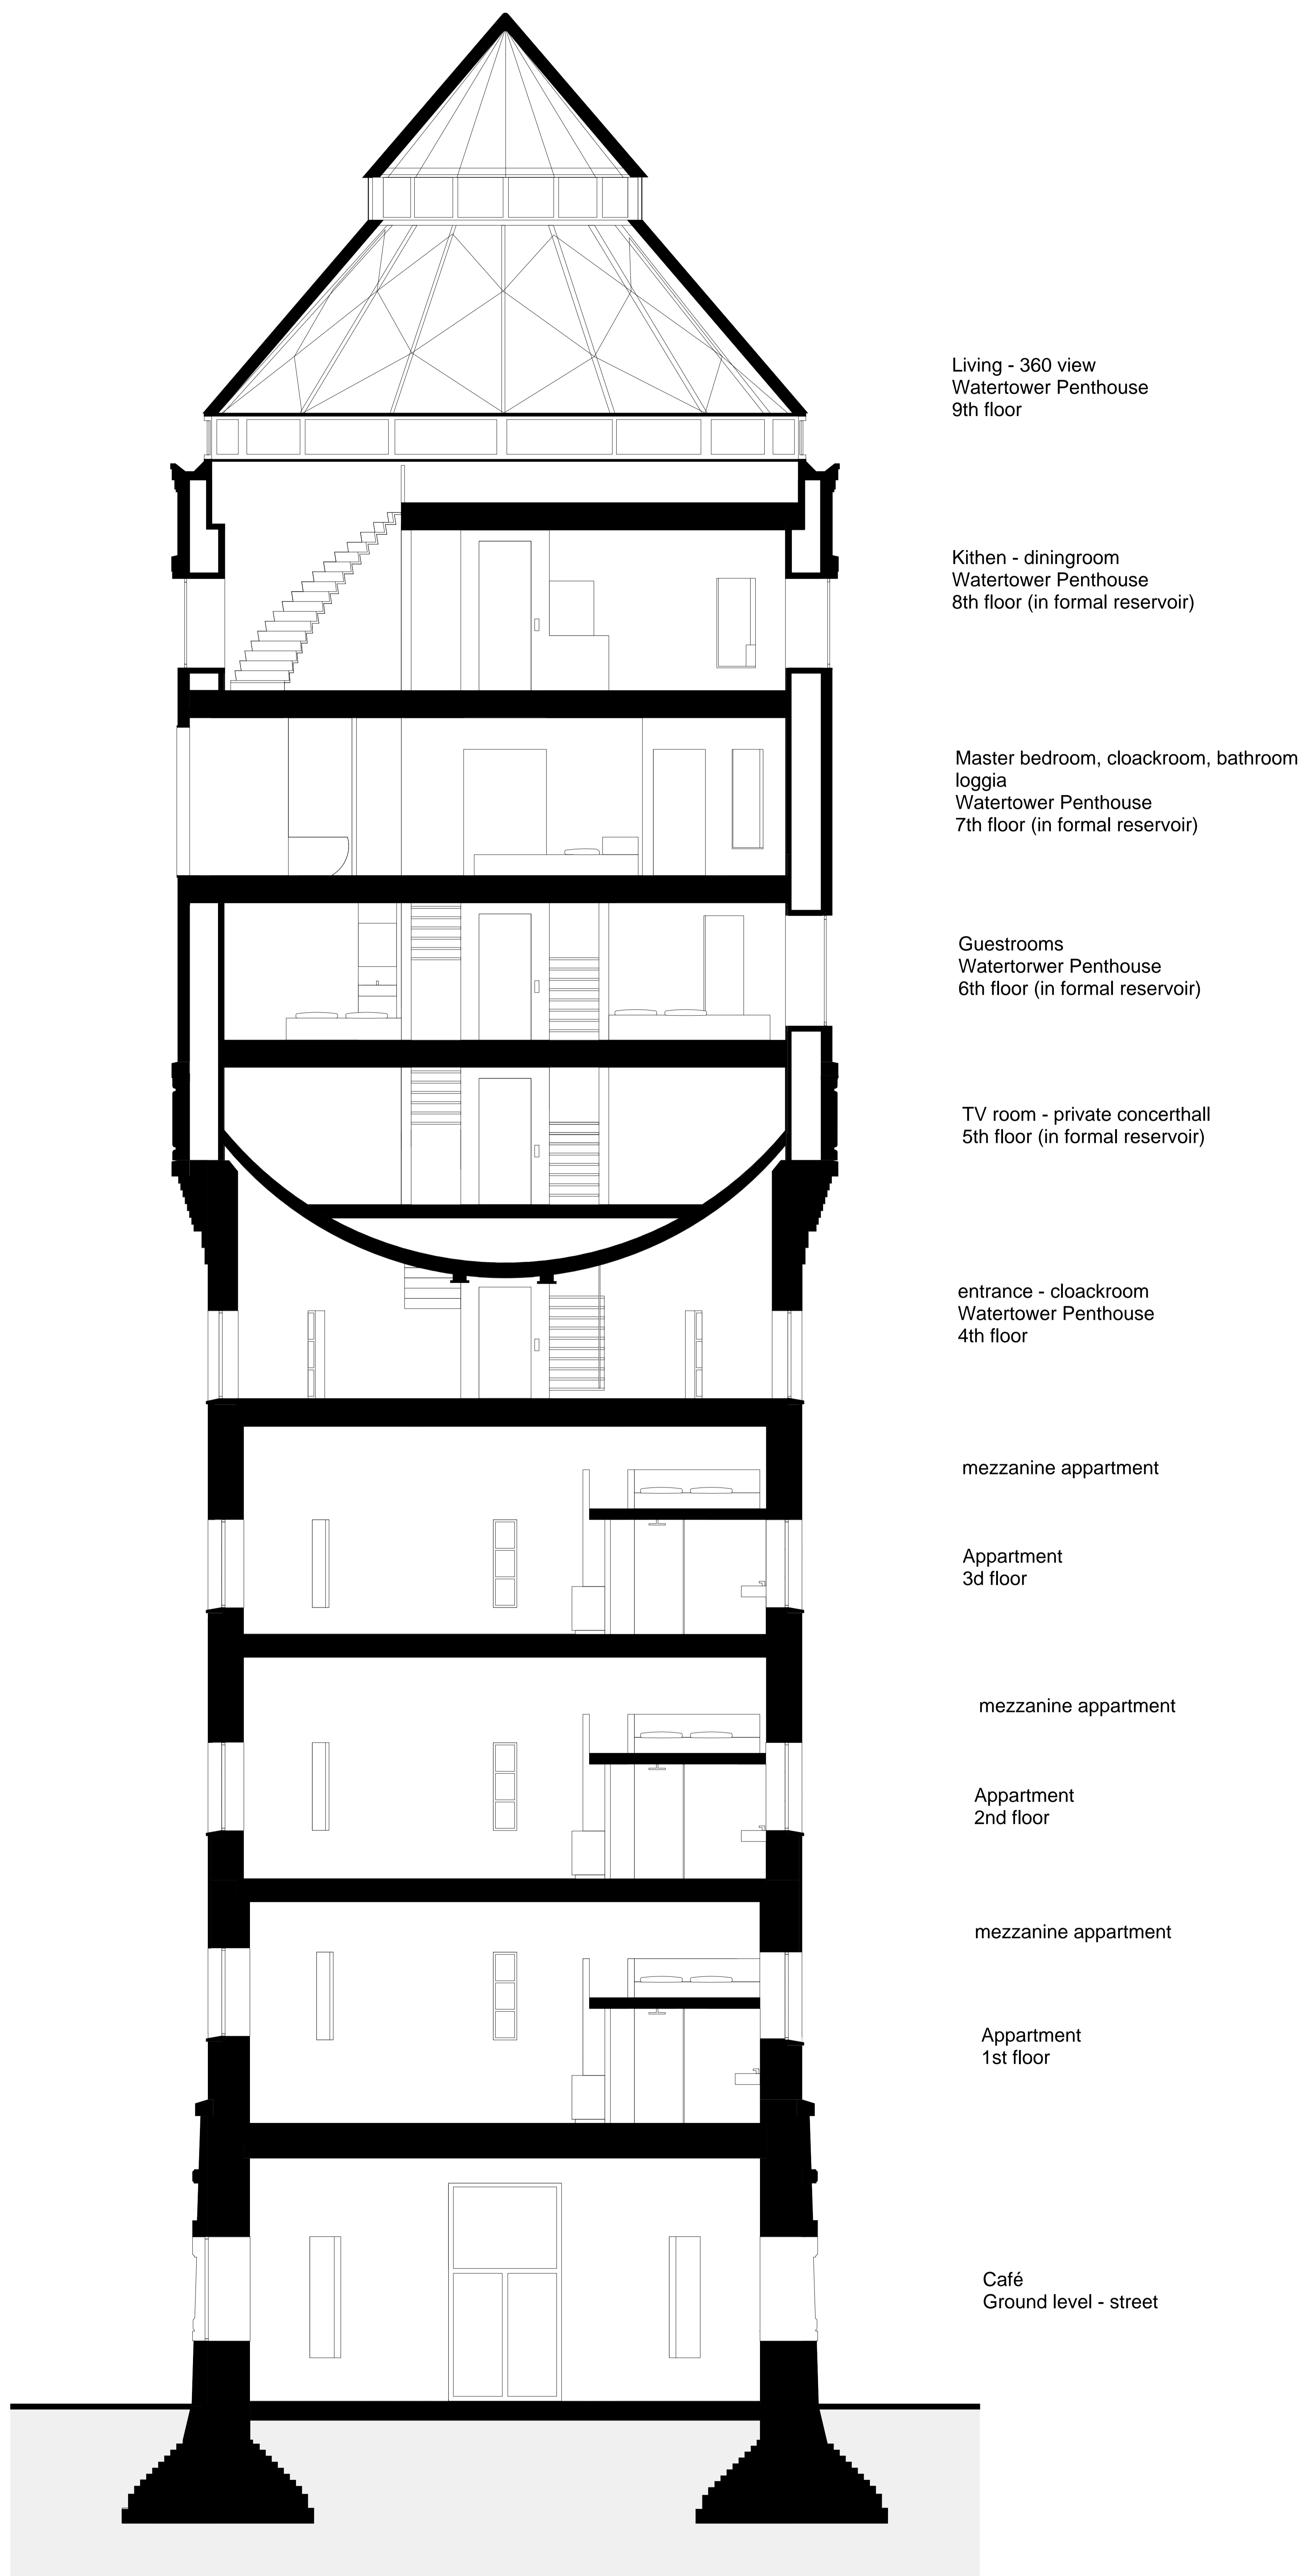 Living - 360 view
Watertower Penthouse
9th floor
Kithen - diningroom
Watertower Penthouse
8th floor (in formal reservoir)
Master bedroom, cloackroom, bathroom
loggia
Watertower Penthouse
7th floor (in formal reservoir)
Guestrooms
Watertorwer Penthouse
6th floor (in formal reservoir)
TV room - private concerthall
5th floor (in formal reservoir)
entrance - cloackroom
Watertower Penthouse
4th floor
mezzanine appartment
Appartment
3d floor
mezzanine appartment
Appartment
2nd floor
mezzanine appartment
Appartment
1st floor
Café
Ground level - street